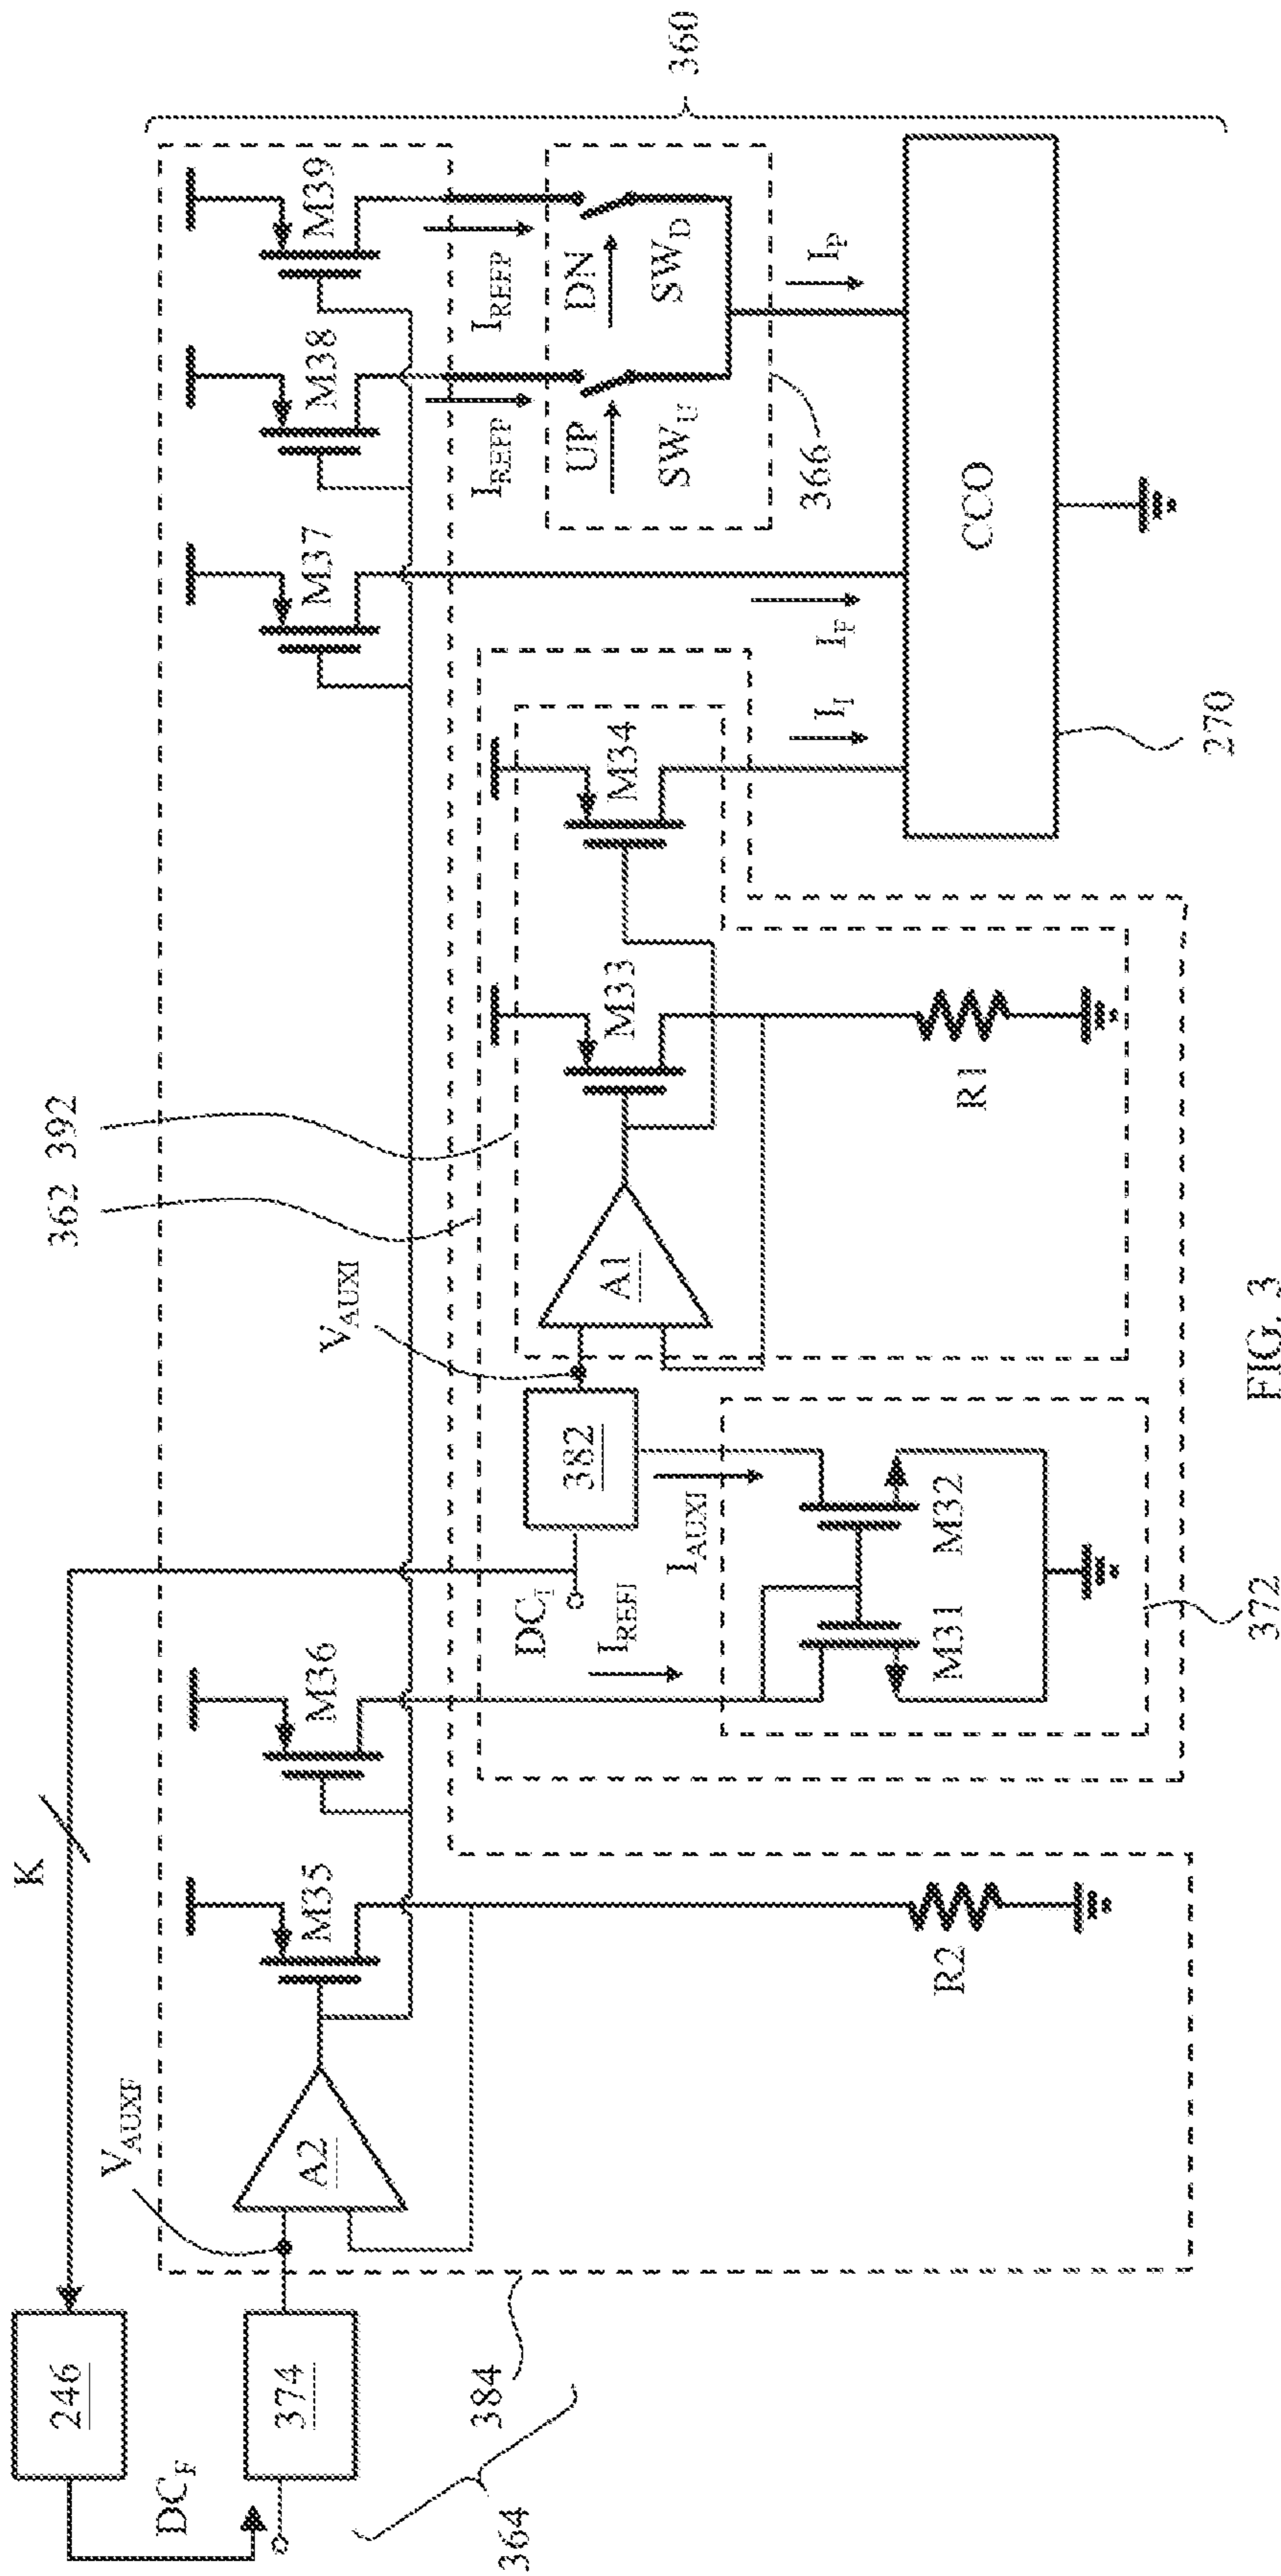 360
M39
M38
M37
I_REFP
I_REFP
DN
SW_D
UP
SW_U
I_P
366
I_F
I_I
CCO
270
M34
M33
R1
392
362
V_AUXI
A1
382
I_AUXI
DC_I
I_REFI
M32
M31
372
M36
M35
K
R2
V_AUXF
A2
246
374
DC_F
384
364
FIG. 3